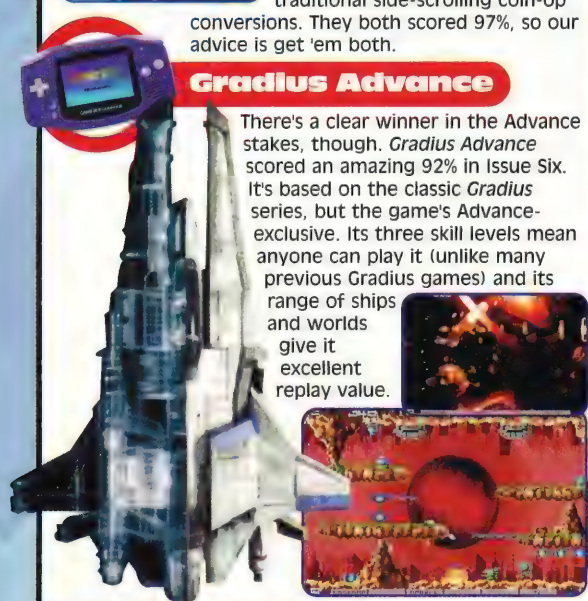 traditional side-scrolling coin-op
conversions. They both scored 97%, so our
advice is get 'em both.
Gradius Advance
There's a clear winner in the Advance
stakes, though. Gradius Advance
scored an amazing 92% in Issue Six.
It's based on the classic Gradius
series, but the game's Advance-
exclusive. Its three skill levels mean
anyone can play it (unlike many
previous Gradius games) and its
range of ships
and worlds
give it
excellent
replay value.